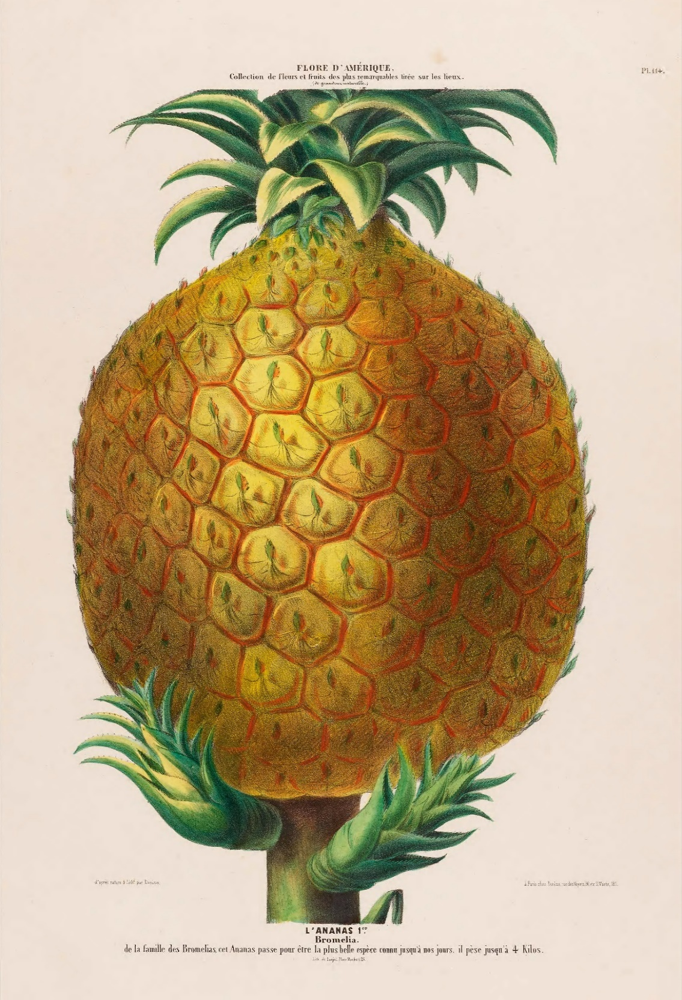 FLORE D'AMÉRIQUE.
Collection de fleurs et fruits des plus remarquables tirée sur les lieux.
(de grandeur naturelle.)
Pl. 114.
d'après nature & Lith. par Denisse.
à Paris chez Denisse, rue des Noyers, 36
L'ANANAS 1er
Bromelia.
de la famille des Bromelias, cet Ananas passe pour être la plus belle espèce connu jusqu'à nos jours. il pèse jusqu'à 4 Kilos.
Lith. de